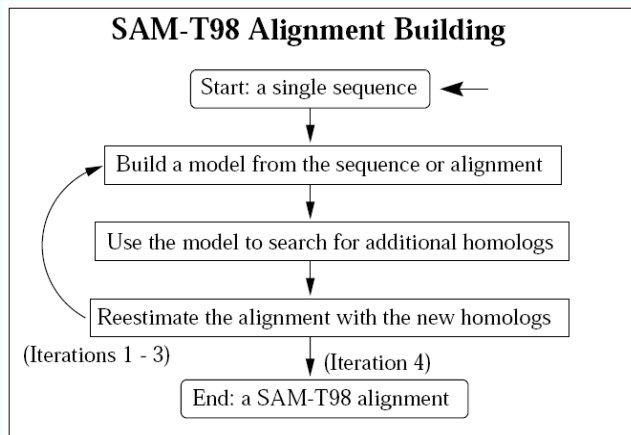 SAM-T98 Alignment Building
Start: a single sequence
Build a model from the sequence or alignment
Use the model to search for additional homologs
Reestimate the alignment with the new homologs
(Iterations 1 - 3)
(Iteration 4)
End: a SAM-T98 alignment